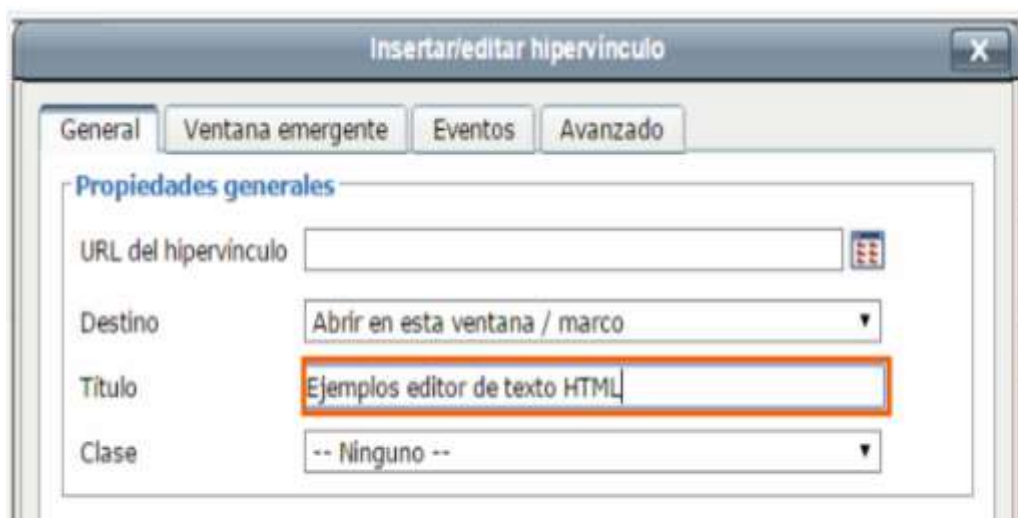 Insertar/editar hipervínculo X
General Ventana emergente Eventos Avanzado
Propiedades generales
URL del hipervínculo
Destino Abrir en esta ventana / marco
Título Ejemplos editor de texto HTML
Clase -- Ninguno --